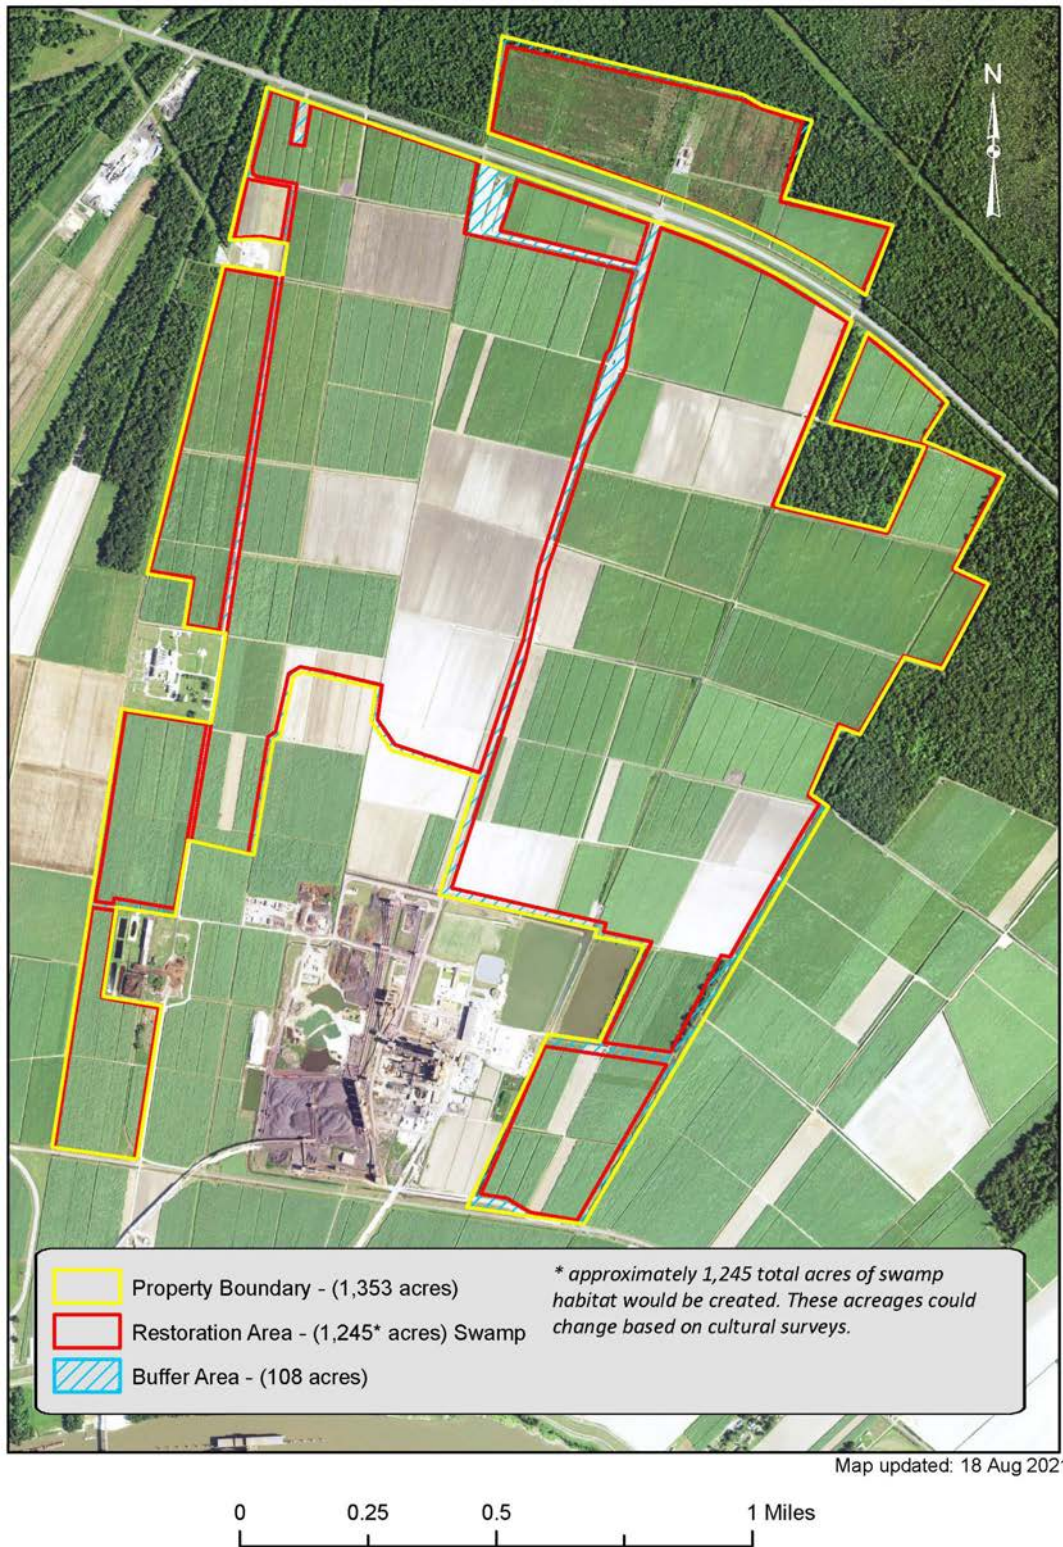 N
Property Boundary - (1,353 acres)
Restoration Area - (1,245* acres) Swamp
Buffer Area - (108 acres)
* approximately 1,245 total acres of swamp
habitat would be created. These acreages could
change based on cultural surveys.
Map updated: 18 Aug 2021
0 0.25 0.5 1 Miles